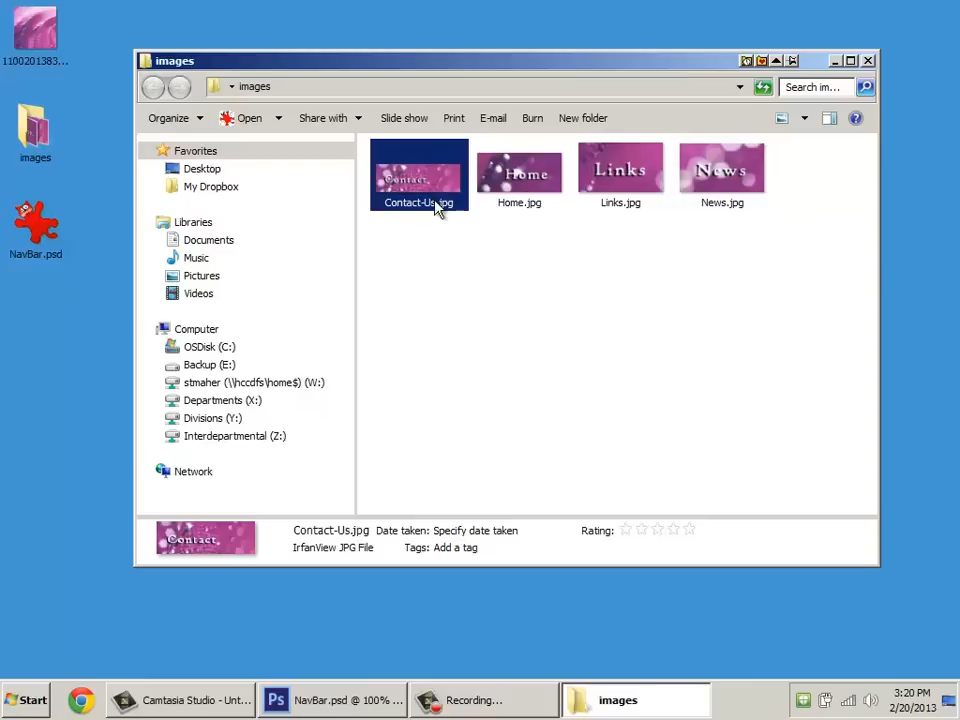 1100201383...
images
NavBar.psd
images
images
Search im...
Organize
Open
Share with
Slide show
Print
E-mail
Burn
New folder
Favorites
Desktop
My Dropbox
Libraries
Documents
Music
Pictures
Videos
Computer
OSDisk (C:)
Backup (E:)
stmaher (\\hccdfs\home$) (W:)
Departments (X:)
Divisions (Y:)
Interdepartmental (Z:)
Network
Contact
Home
Links
News
Contact-Us.jpg
Home.jpg
Links.jpg
News.jpg
Contact
Contact-Us.jpg Date taken: Specify date taken
Rating:
IrfanView JPG File
Tags: Add a tag
Start
Camtasia Studio - Unt...
Ps
NavBar.psd @ 100% ...
Recording...
images
3:20 PM
2/20/2013